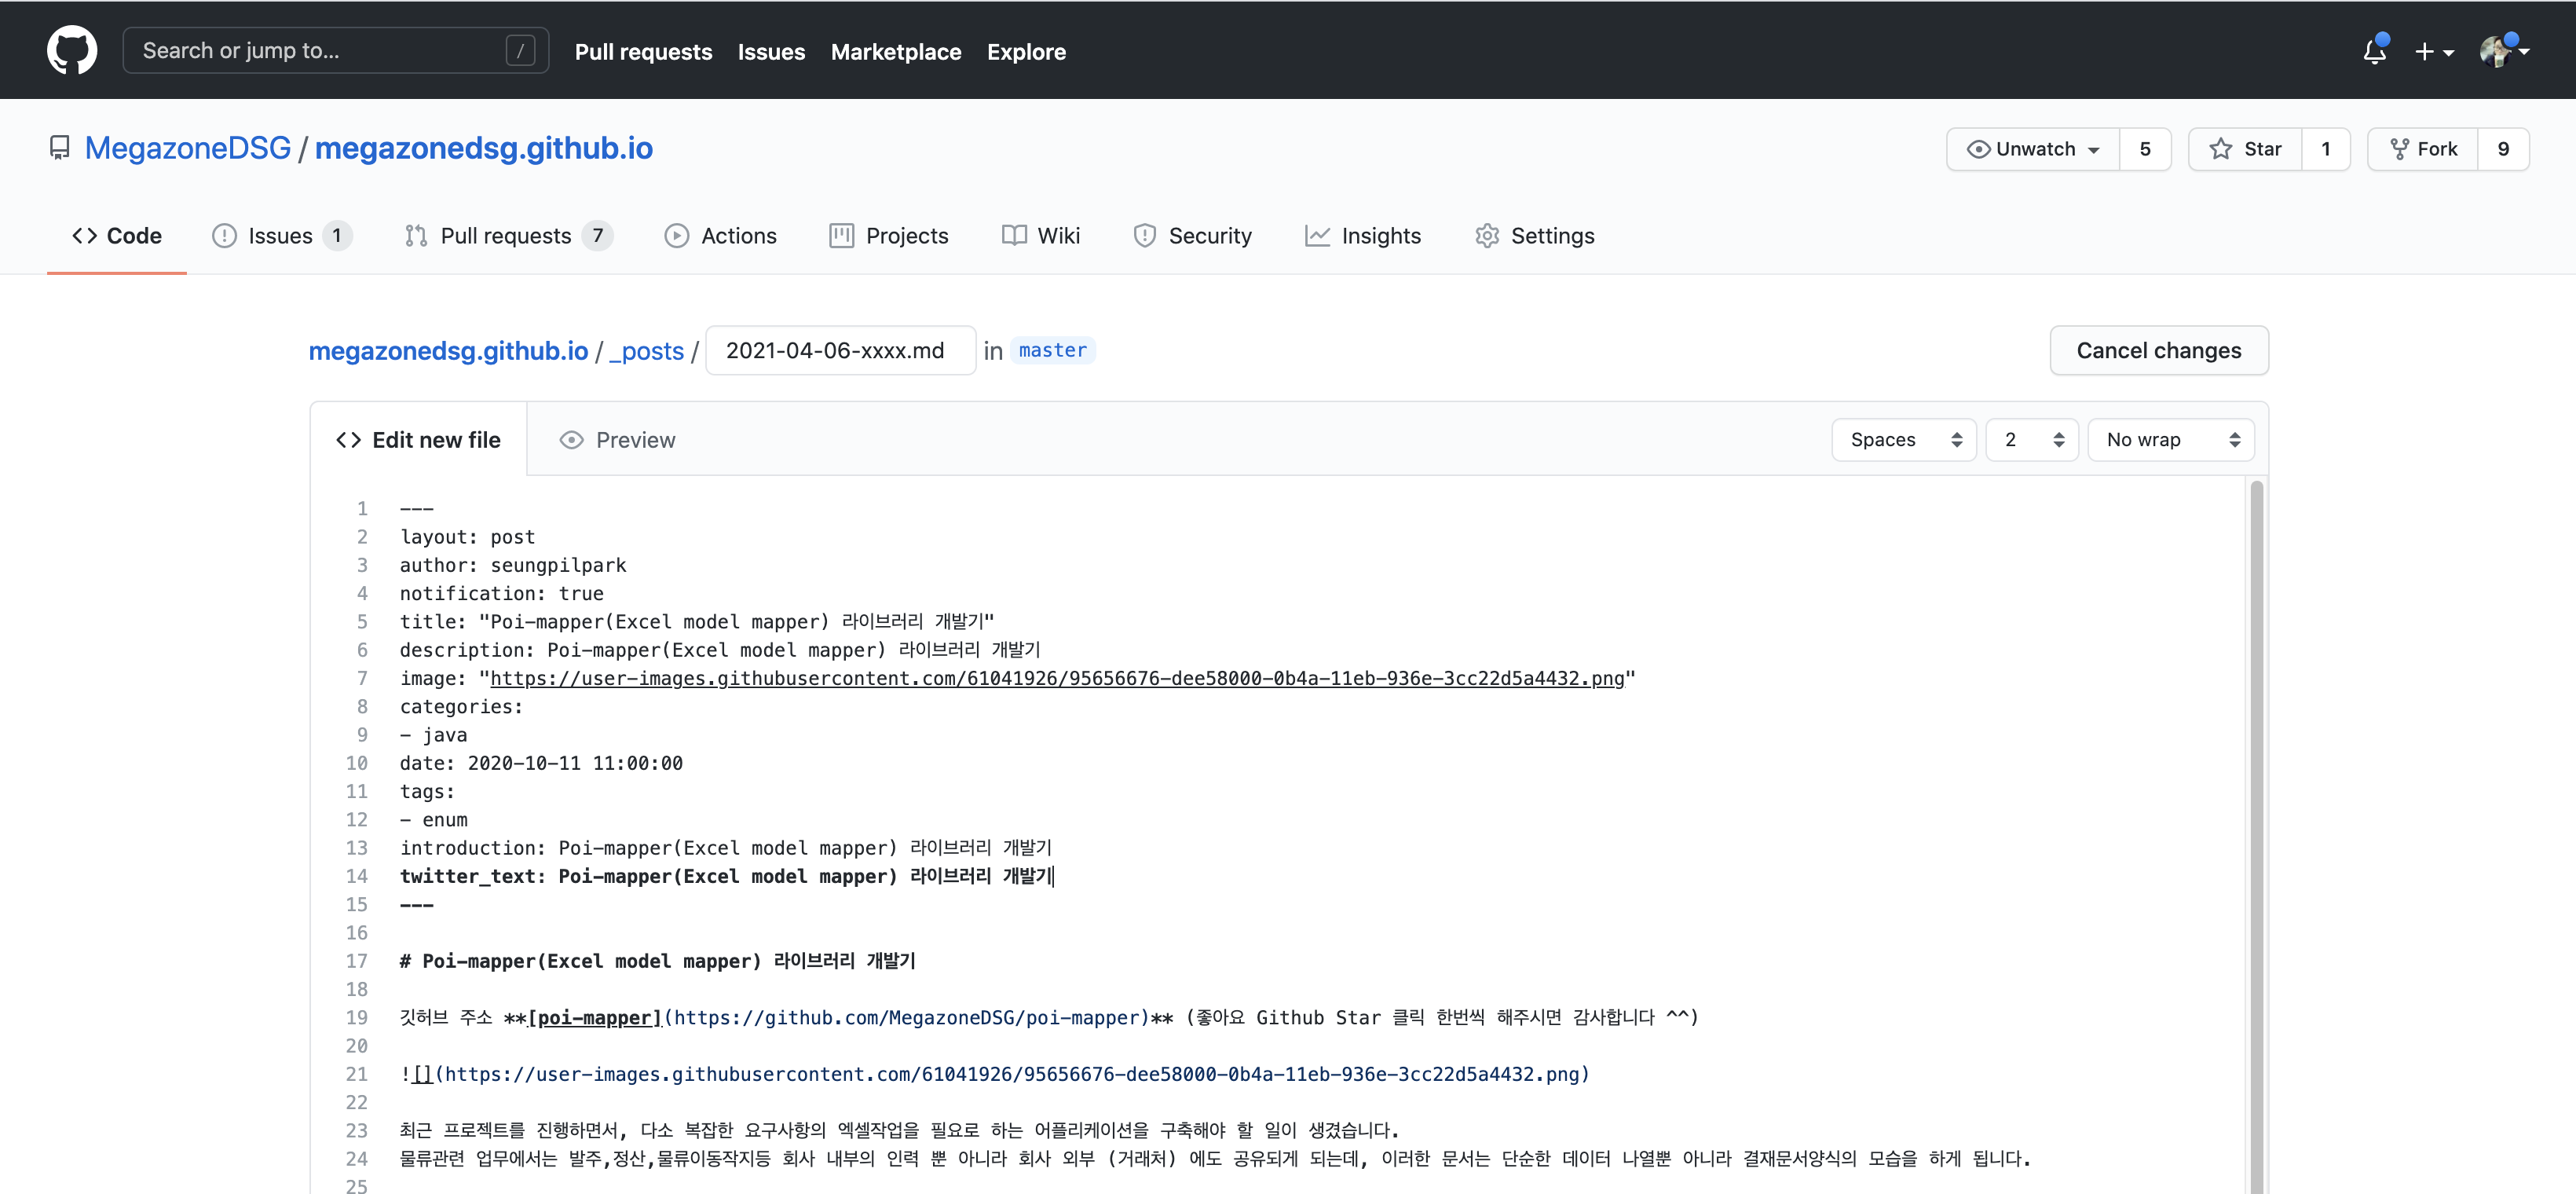 Search or jump to... / Pull requests Issues Marketplace Explore
MegazoneDSG / megazonedsg.github.io Unwatch 5 Star 1 Fork 9
Code Issues 1 Pull requests 7 Actions Projects Wiki Security Insights Settings
megazonedsg.github.io / _posts / 2021-04-06-xxxx.md in master Cancel changes
Edit new file Preview Spaces 2 No wrap
1 ---
2 layout: post
3 author: seungpilpark
4 notification: true
5 title: "Poi-mapper(Excel model mapper) 라이브러리 개발기"
6 description: Poi-mapper(Excel model mapper) 라이브러리 개발기
7 image: "https://user-images.githubusercontent.com/61041926/95656676-dee58000-0b4a-11eb-936e-3cc22d5a4432.png"
8 categories:
9 - java
10 date: 2020-10-11 11:00:00
11 tags:
12 - enum
13 introduction: Poi-mapper(Excel model mapper) 라이브러리 개발기
14 twitter_text: Poi-mapper(Excel model mapper) 라이브러리 개발기
15 ---
16
17 # Poi-mapper(Excel model mapper) 라이브러리 개발기
18
19 깃허브 주소 **[poi-mapper](https://github.com/MegazoneDSG/poi-mapper)** (좋아요 Github Star 클릭 한번씩 해주시면 감사합니다 ^^)
20
21 ![](https://user-images.githubusercontent.com/61041926/95656676-dee58000-0b4a-11eb-936e-3cc22d5a4432.png)
22
23 최근 프로젝트를 진행하면서, 다소 복잡한 요구사항의 엑셀작업을 필요로 하는 어플리케이션을 구축해야 할 일이 생겼습니다.
24 물류관련 업무에서는 발주,정산,물류이동작지등 회사 내부의 인력 뿐 아니라 회사 외부 (거래처) 에도 공유되게 되는데, 이러한 문서는 단순한 데이터 나열뿐 아니라 결재문서양식의 모습을 하게 됩니다.
25